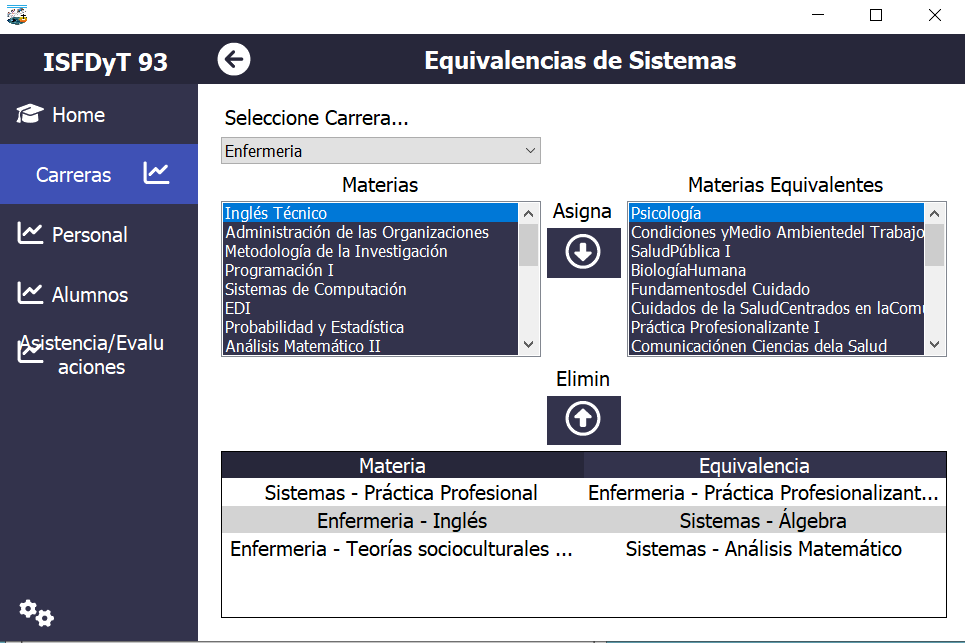 ISFDyT 93
Equivalencias de Sistemas
Home
Carreras
Personal
Alumnos
Asistencia/Evalu
aciones
Seleccione Carrera...
Enfermeria
Materias
Inglés Técnico
Administración de las Organizaciones
Metodología de la Investigación
Programación I
Sistemas de Computación
EDI
Probabilidad y Estadística
Análisis Matemático II
Asigna
Materias Equivalentes
Psicología
Condiciones yMedio Ambientedel Trabajo
SaludPública I
BiologíaHumana
Fundamentosdel Cuidado
Cuidados de la SaludCentrados en laComu
Práctica Profesionalizante I
Comunicaciónen Ciencias dela Salud
Elimin
Materia Equivalencia
Sistemas - Práctica Profesional Enfermeria - Práctica Profesionalizant...
Enfermeria - Inglés Sistemas - Álgebra
Enfermeria - Teorías socioculturales ... Sistemas - Análisis Matemático